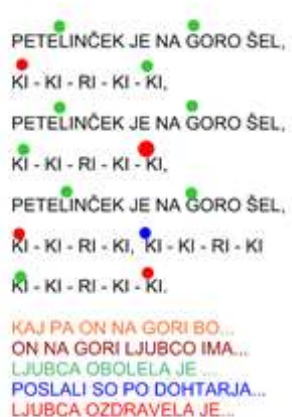 PETELINČEK JE NA GORO ŠEL,
KI - KI - RI - KI - KI,
PETELINČEK JE NA GORO ŠEL,
KI - KI - RI - KI - KI,
PETELINČEK JE NA GORO ŠEL,
KI - KI - RI - KI, KI - KI - RI - KI
KI - KI - RI - KI - KI.
KAJ PA ON NA GORI BO...
ON NA GORI LJUBCO IMA...
LJUBCA OBOLELA JE ...
POSLALI SO PO DOHTARJA...
LJUBCA OZDRAVELA JE...